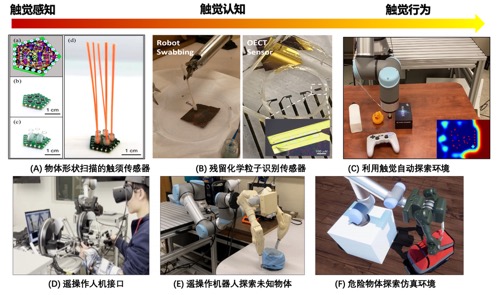 触觉感知
触觉认知
触觉行为
(a)
(d)
(b)
(c)
1 cm
1 cm
1 cm
Robot
Swabbing
OECT
Sensor
(A) 物体形状扫描的触须传感器
(B) 残留化学粒子识别传感器
(C) 利用触觉自动探索环境
(D) 遥操作人机接口
(E) 遥操作机器人探索未知物体
(F) 危险物体探索仿真环境